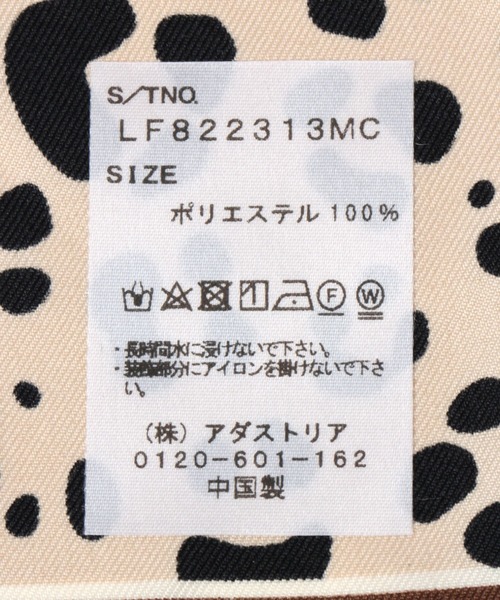 S/TNO.
LF822313MC
SIZE
ポリエステル 100%
F W
・長時間水に浸けないで下さい。
・装飾部分にアイロンを掛けないで下さ
い。
(株) アダストリア
0120-601-162
中国製